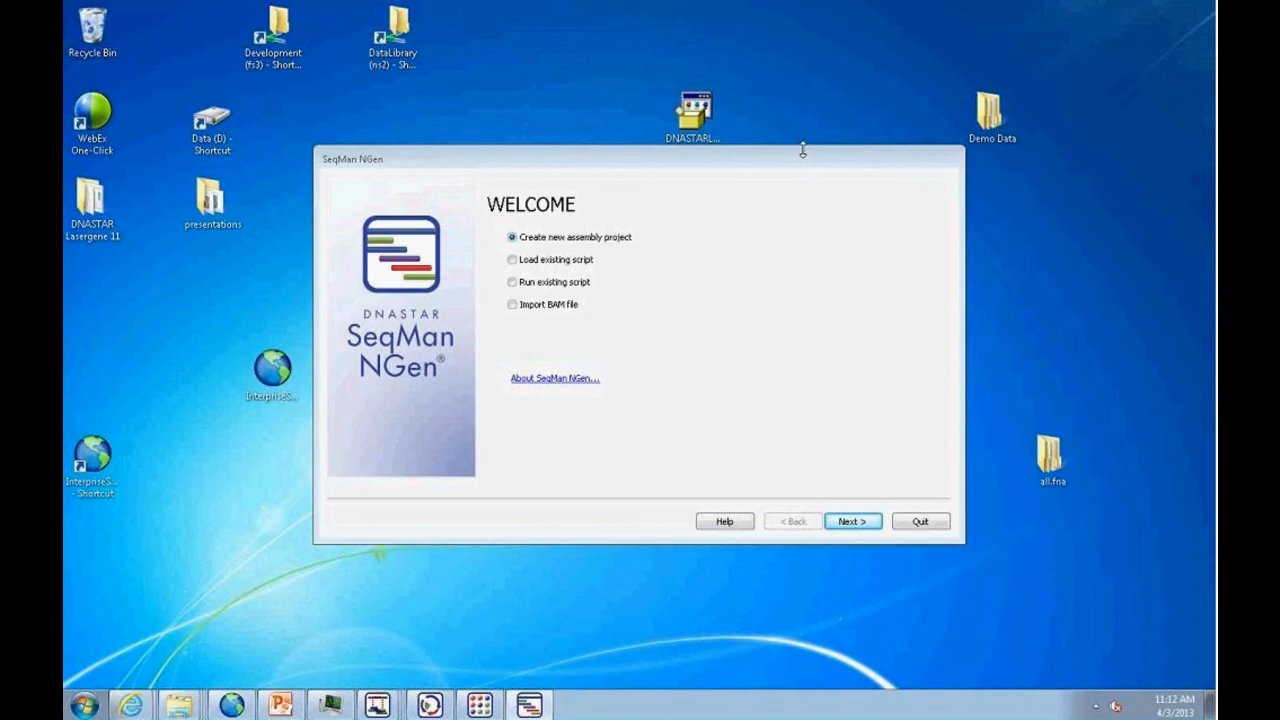 Recycle Bin
Development
(fs3) - Short...
DataLibrary
(ns2) - Sh...
WebEx
One-Click
Data (D) -
Shortcut
DNASTARL...
Demo Data
DNASTAR
Lasergene 11
presentations
SeqMan NGen
WELCOME
Create new assembly project
Load existing script
Run existing script
Import BAM file
DNASTAR
SeqMan
NGen®
About SeqMan NGen...
InterpriseS...
InterpriseS...
- Shortcut
all.fna
Help
< Back
Next >
Quit
11:12 AM
4/3/2013